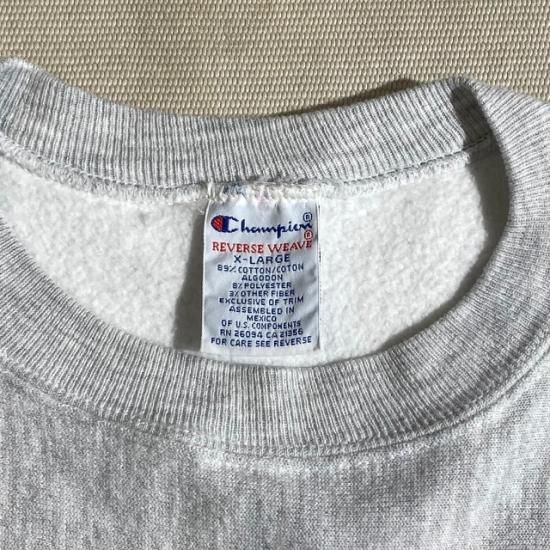 Champion®
REVERSE WEAVE®
X-LARGE
89% COTTON/COTON
ALGODON
8% POLYESTER
3% OTHER FIBER
EXCLUSIVE OF TRIM
ASSEMBLED IN
MEXICO
OF U.S. COMPONENTS
RN 26094 CA 21356
FOR CARE SEE REVERSE